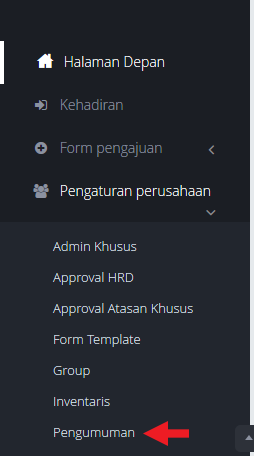 Halaman Depan
Kehadiran
Form pengajuan
Pengaturan perusahaan
Admin Khusus
Approval HRD
Approval Atasan Khusus
Form Template
Group
Inventaris
Pengumuman